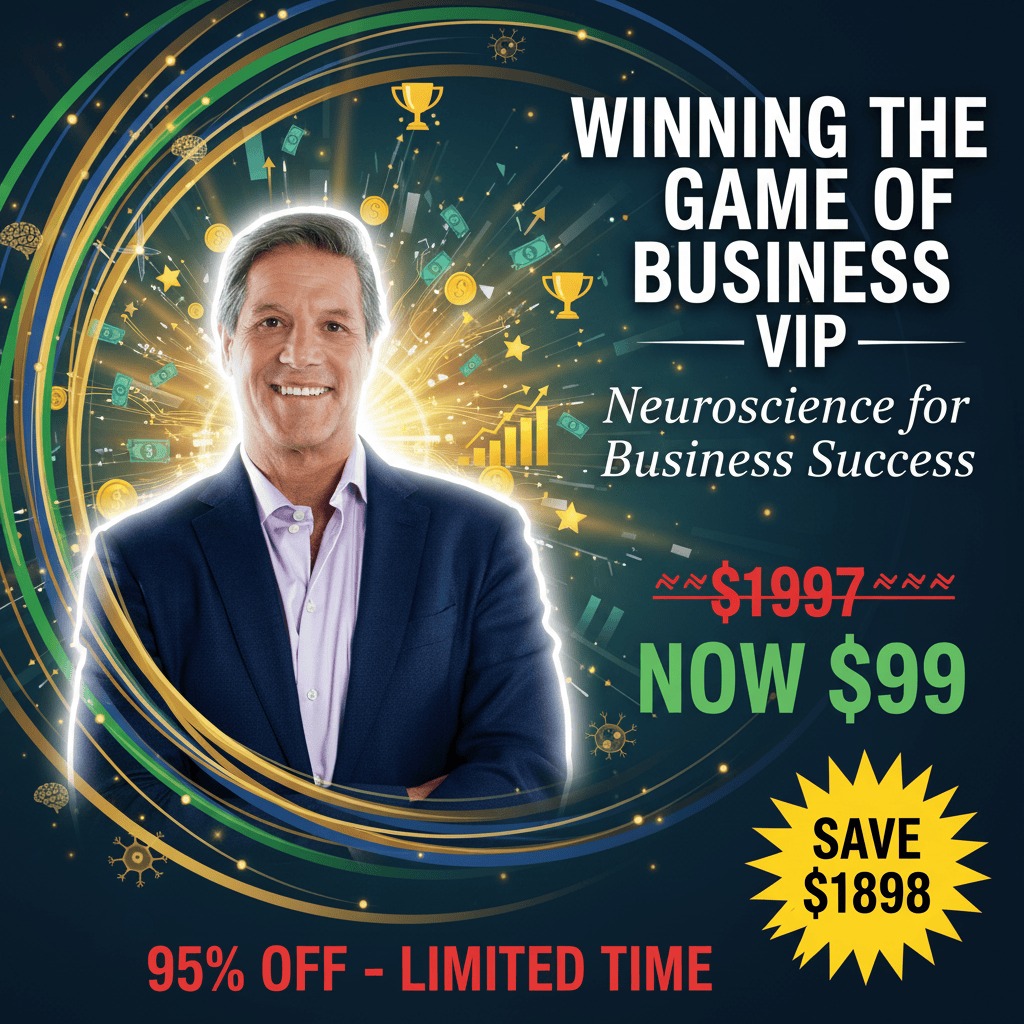 WINNING THE
GAME OF
BUSINESS
VIP
Neuroscience for
Business Success
~~$1997~~~
NOW $99
SAVE
$1898
95% OFF - LIMITED TIME